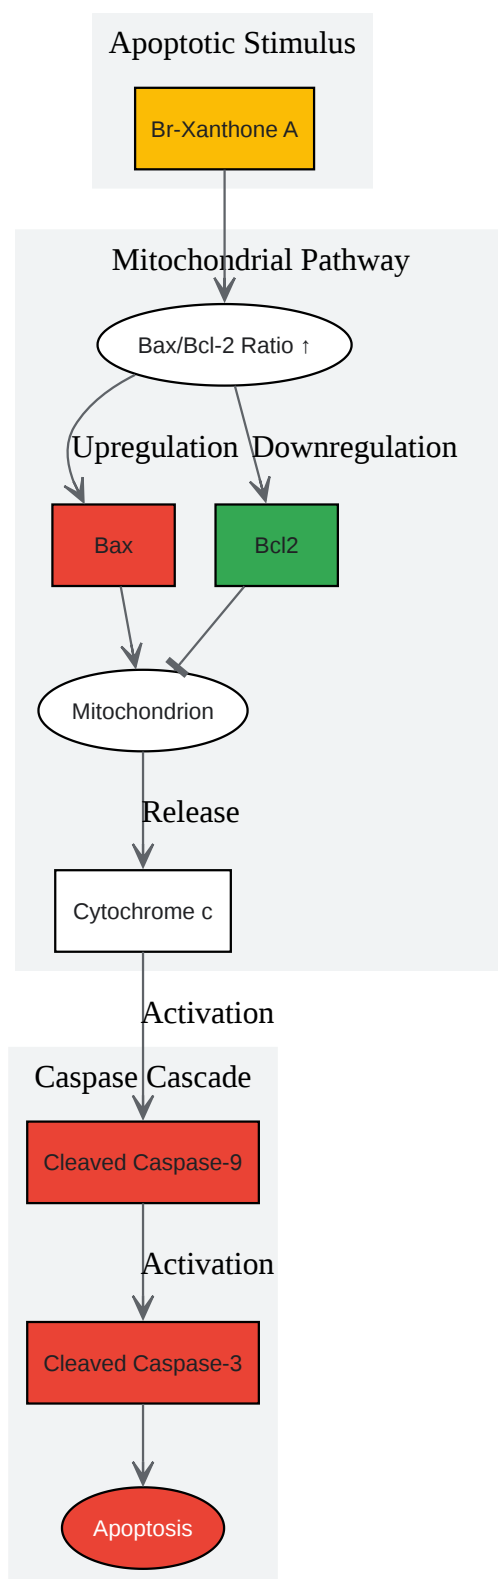 Apoptotic Stimulus
Br-Xanthone A
Mitochondrial Pathway
Bax/Bcl-2 Ratio ↑
Upregulation
Downregulation
Bax
Bcl2
Mitochondrion
Release
Cytochrome c
Activation
Caspase Cascade
Cleaved Caspase-9
Activation
Cleaved Caspase-3
Apoptosis